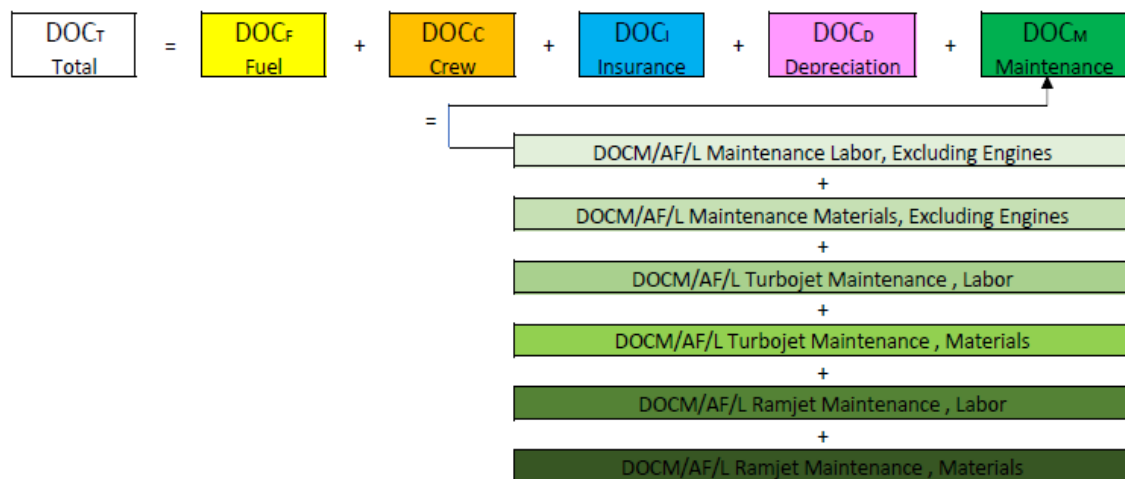 DOCT = DOCF + DOCC + DOCI + DOCD + DOCM
Total Fuel Crew Insurance Depreciation Maintenance
=
DOCM/AF/L Maintenance Labor, Excluding Engines
+
DOCM/AF/L Maintenance Materials, Excluding Engines
+
DOCM/AF/L Turbojet Maintenance , Labor
+
DOCM/AF/L Turbojet Maintenance , Materials
+
DOCM/AF/L Ramjet Maintenance , Labor
+
DOCM/AF/L Ramjet Maintenance , Materials